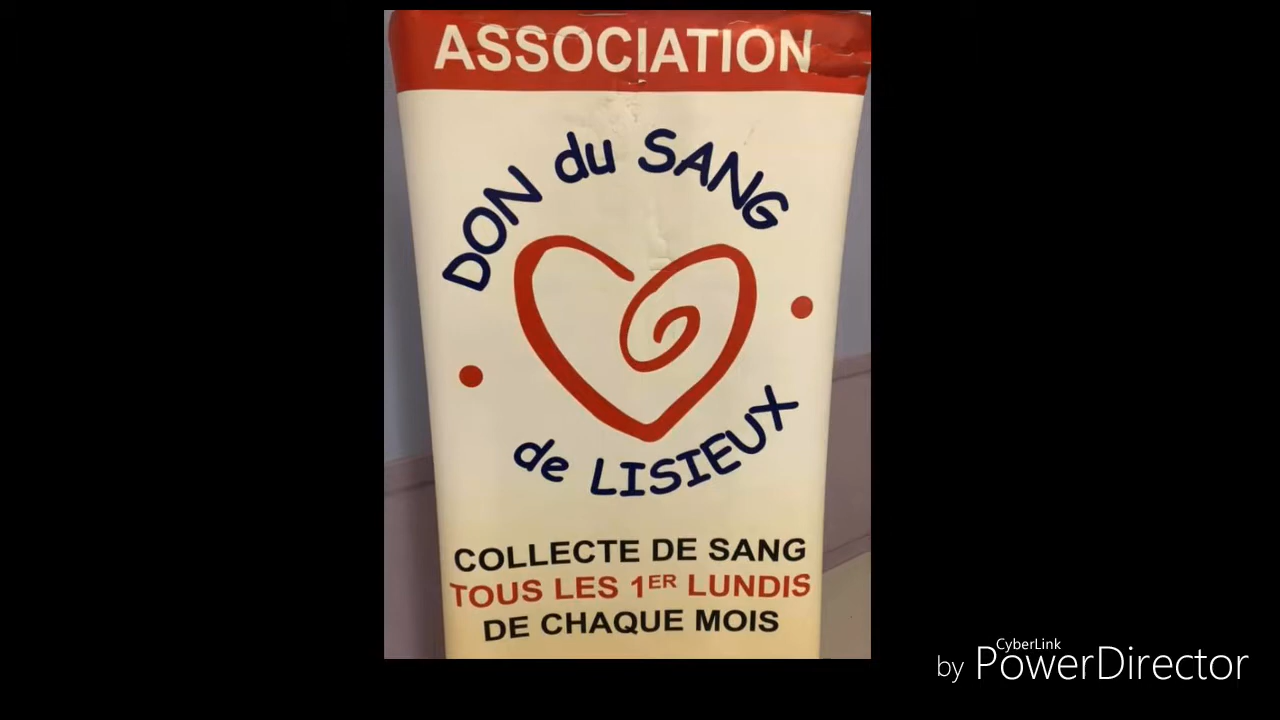 ASSOCIATION
DON du SANG
de LISIEUX
COLLECTE DE SANG
TOUS LES 1ER LUNDIS
DE CHAQUE MOIS
CyberLink
by PowerDirector